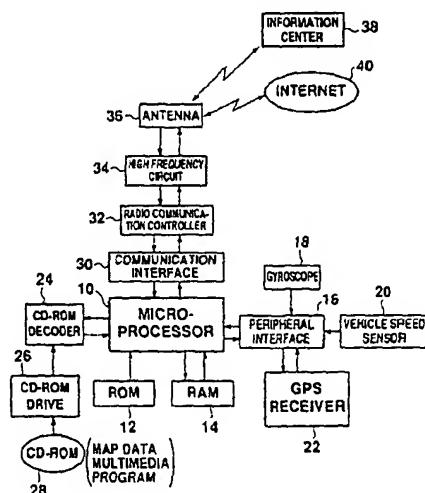 INFORMATION
CENTER
38
40
INTERNET
36
ANTENNA
34
HIGH FREQUENCY
CIRCUIT
32
RADIO COMMUNICA-
TION CONTROLLER
30
COMMUNICATION
INTERFACE
18
GYROSCOPE
24
10
16
20
CD-ROM
DECODER
MICRO-
PROCESSOR
PERIPHERAL
INTERFACE
VEHICLE SPEED
SENSOR
26
CD-ROM
DRIVE
ROM
12
RAM
14
GPS
RECEIVER
22
CD-ROM
28
(MAP DATA
MULTIMEDIA
PROGRAM)